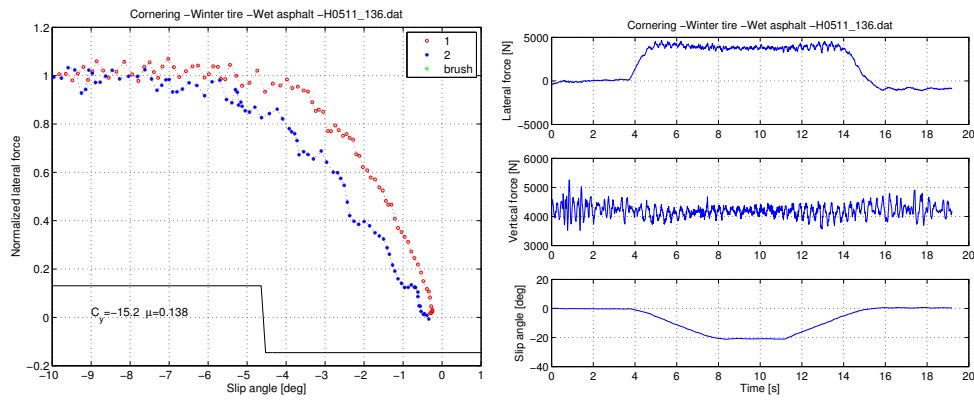 Cornering −Winter tire −Wet asphalt −H0511_136.dat
Normalized lateral force
1.4
1.2
1
0.8
0.6
0.4
0.2
0
−0.2
1
2
brush
C_y=−15.2 μ=0.138
−10 −9 −8 −7 −6 −5 −4 −3 −2 −1 0 1
Slip angle [deg]
Cornering −Winter tire −Wet asphalt −H0511_136.dat
Lateral force [N]
5000
0
−5000
0 2 4 6 8 10 12 14 16 18 20
Vertical force [N]
6000
5000
4000
3000
0 2 4 6 8 10 12 14 16 18 20
Slip angle [deg]
20
0
−20
−40
0 2 4 6 8 10 12 14 16 18 20
Time [s]